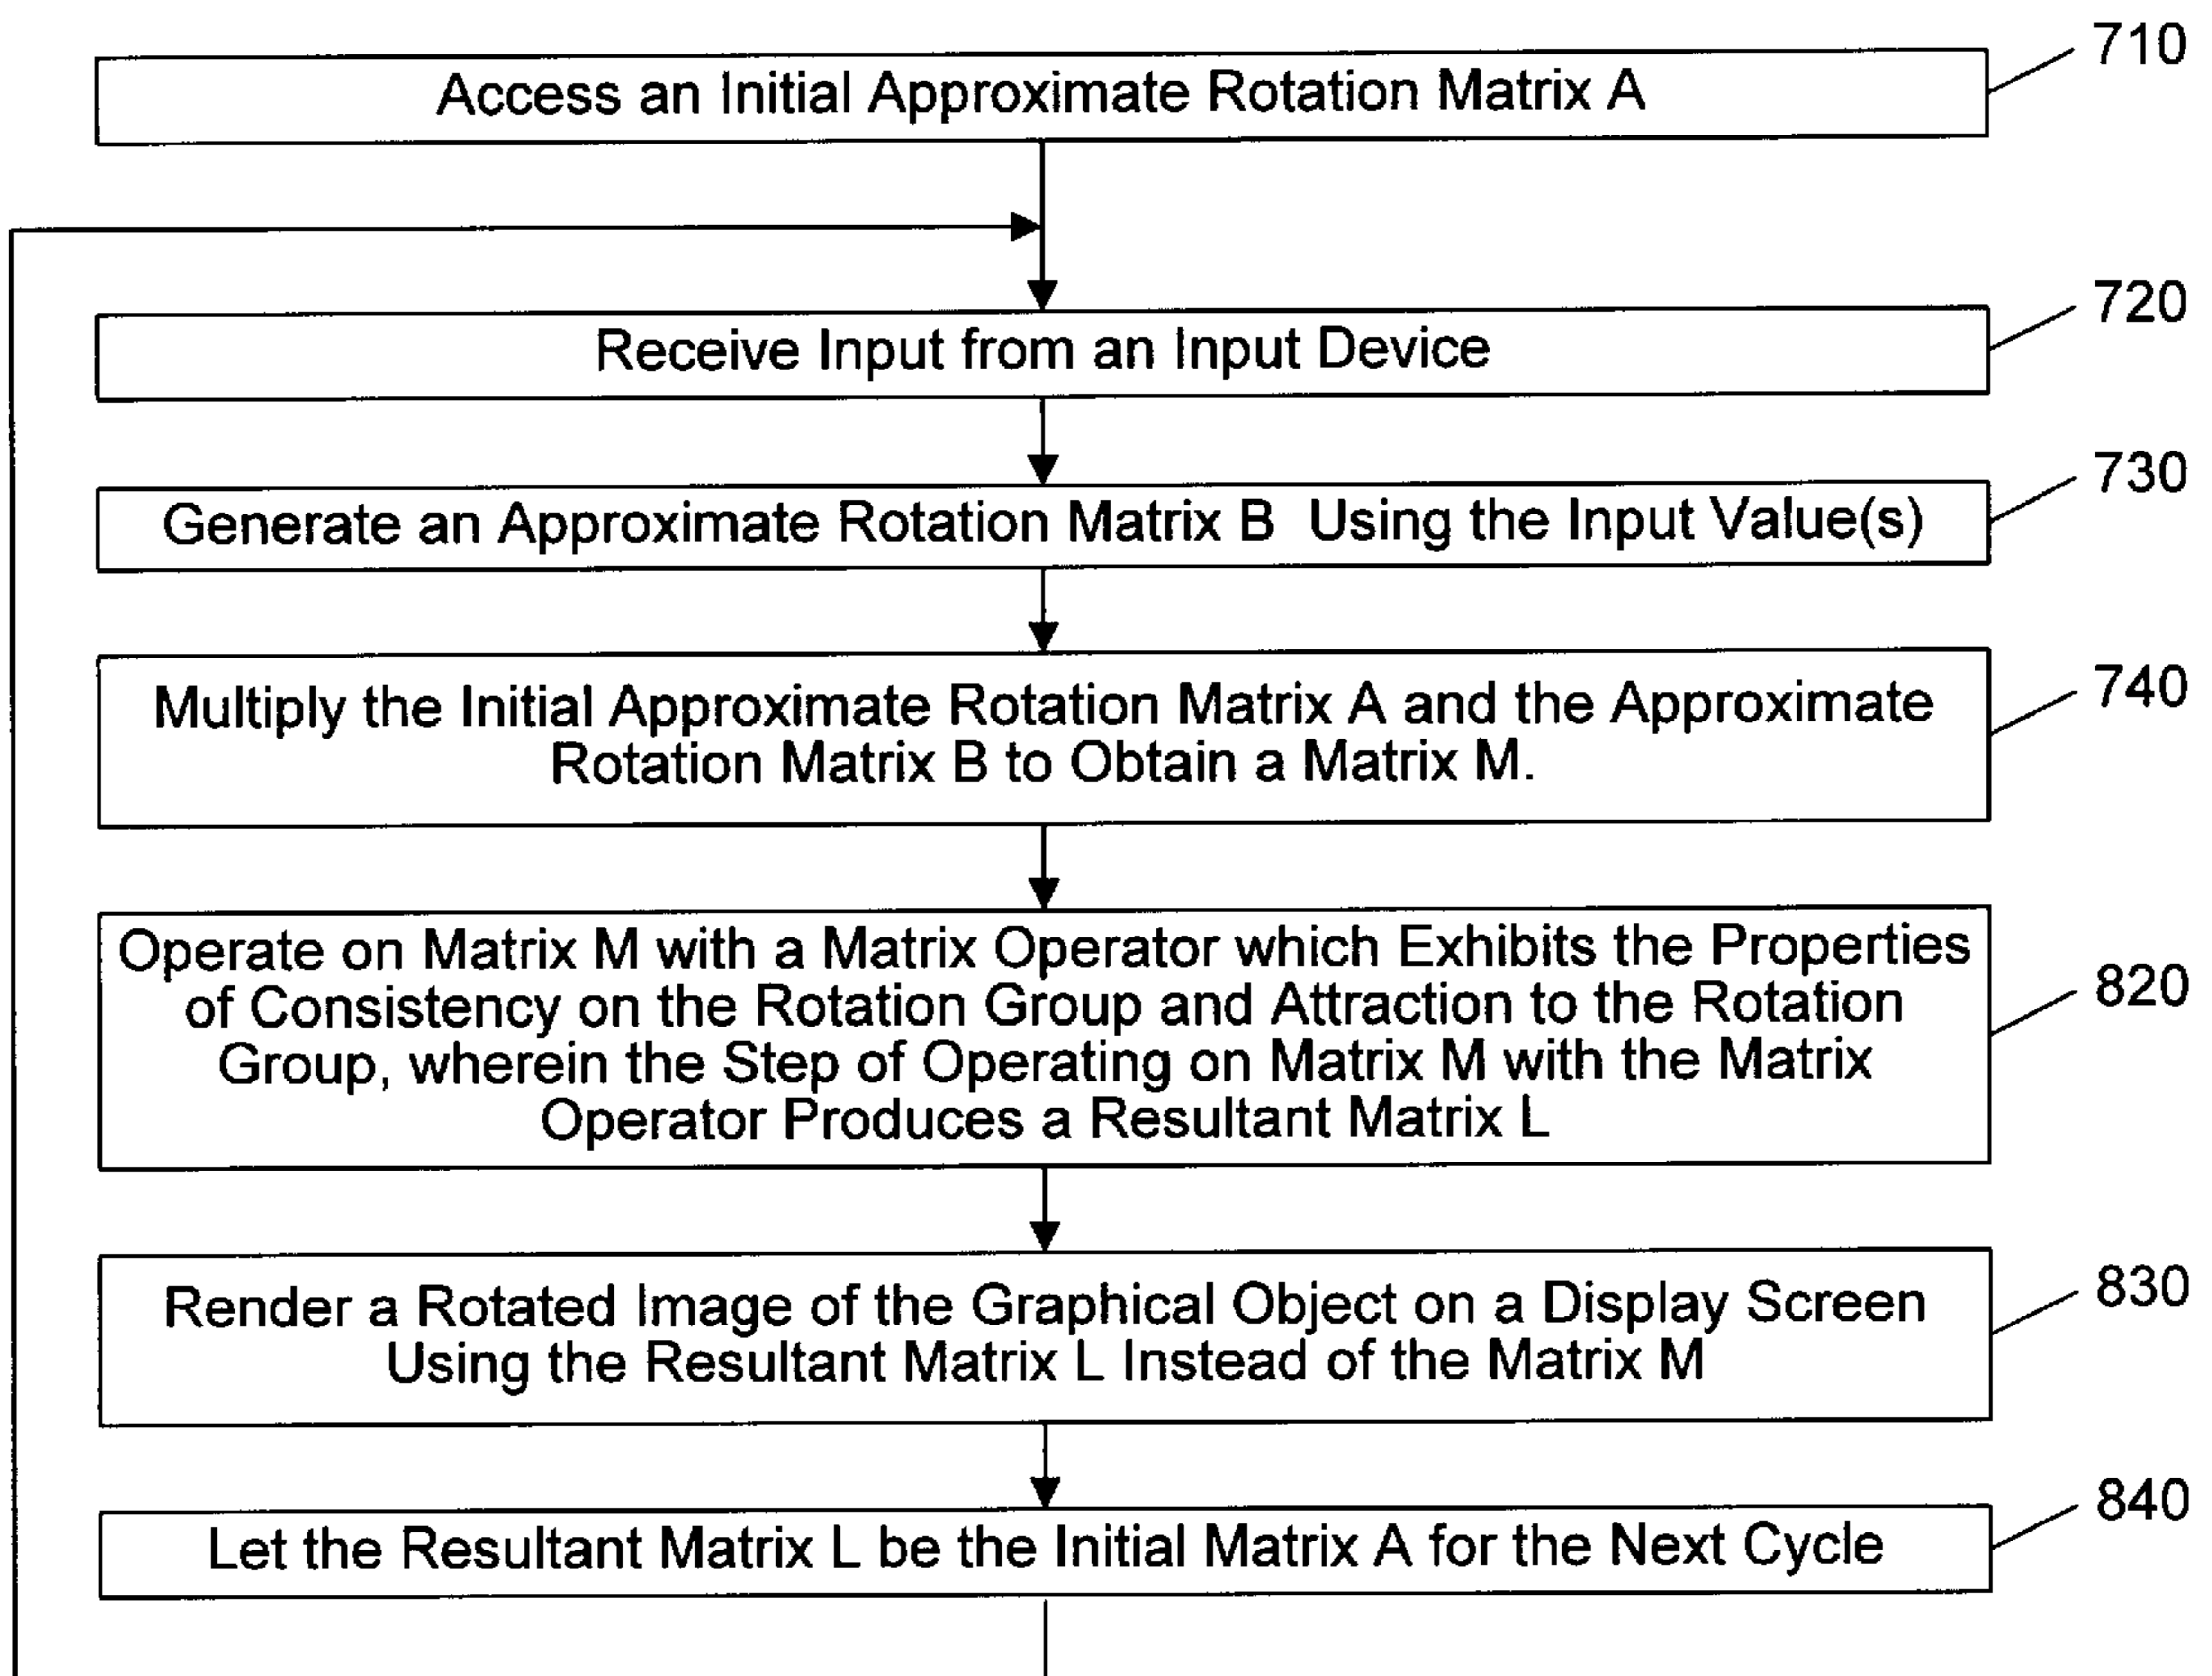 710
Access an Initial Approximate Rotation Matrix A
720
Receive Input from an Input Device
730
Generate an Approximate Rotation Matrix B Using the Input Value(s)
740
Multiply the Initial Approximate Rotation Matrix A and the Approximate
Rotation Matrix B to Obtain a Matrix M.
820
Operate on Matrix M with a Matrix Operator which Exhibits the Properties
of Consistency on the Rotation Group and Attraction to the Rotation
Group, wherein the Step of Operating on Matrix M with the Matrix
Operator Produces a Resultant Matrix L
830
Render a Rotated Image of the Graphical Object on a Display Screen
Using the Resultant Matrix L Instead of the Matrix M
840
Let the Resultant Matrix L be the Initial Matrix A for the Next Cycle